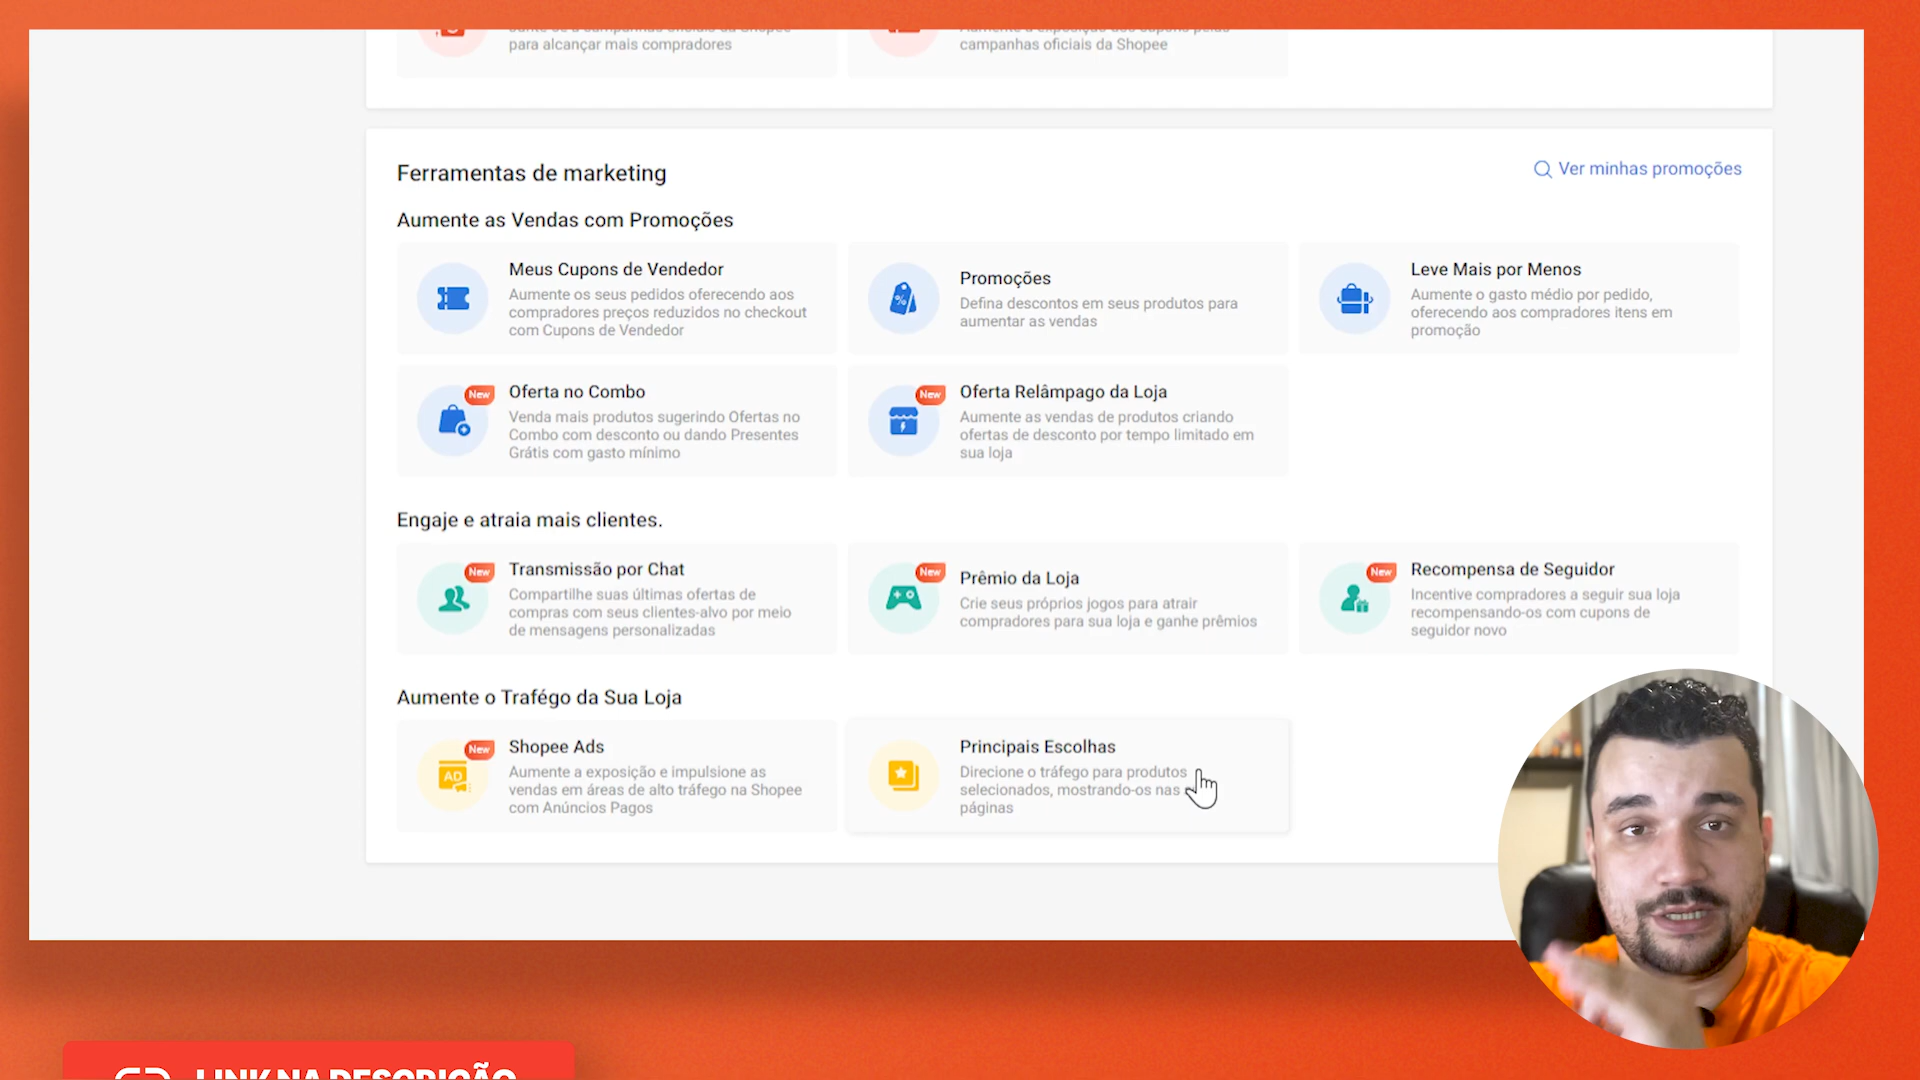 para alcançar mais compradores
campanhas oficiais da Shopee
Ferramentas de marketing
Ver minhas promoções
Aumente as Vendas com Promoções
Meus Cupons de Vendedor
Aumente os seus pedidos oferecendo aos
compradores preços reduzidos no checkout
com Cupons de Vendedor
Promoções
Defina descontos em seus produtos para
aumentar as vendas
Leve Mais por Menos
Aumente o gasto médio por pedido,
oferecendo aos compradores itens em
promoção
New
Oferta no Combo
Venda mais produtos sugerindo Ofertas no
Combo com desconto ou dando Presentes
Grátis com gasto mínimo
New
Oferta Relâmpago da Loja
Aumente as vendas de produtos criando
ofertas de desconto por tempo limitado em
sua loja
Engaje e atraia mais clientes.
New
Transmissão por Chat
Compartilhe suas últimas ofertas de
compras com seus clientes-alvo por meio
de mensagens personalizadas
New
Prêmio da Loja
Crie seus próprios jogos para atrair
compradores para sua loja e ganhe prêmios
New
Recompensa de Seguidor
Incentive compradores a seguir sua loja
recompensando-os com cupons de
seguidor novo
Aumente o Trafégo da Sua Loja
New
AD
Shopee Ads
Aumente a exposição e impulsione as
vendas em áreas de alto tráfego na Shopee
com Anúncios Pagos
Principais Escolhas
Direcione o tráfego para produtos
selecionados, mostrando-os nas
páginas
LINK NA DESCRIÇÃO